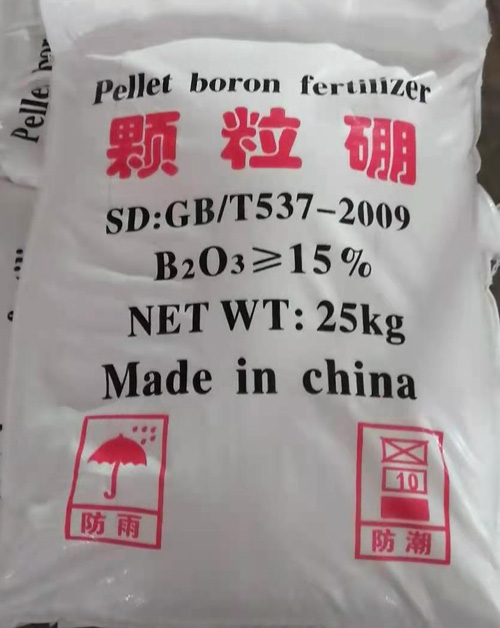 Pellet boron fertilizer
颗粒硼
SD:GB/T537-2009
B2O3≥15%
NET WT: 25kg
Made in china
防雨
10
防潮
Pelle